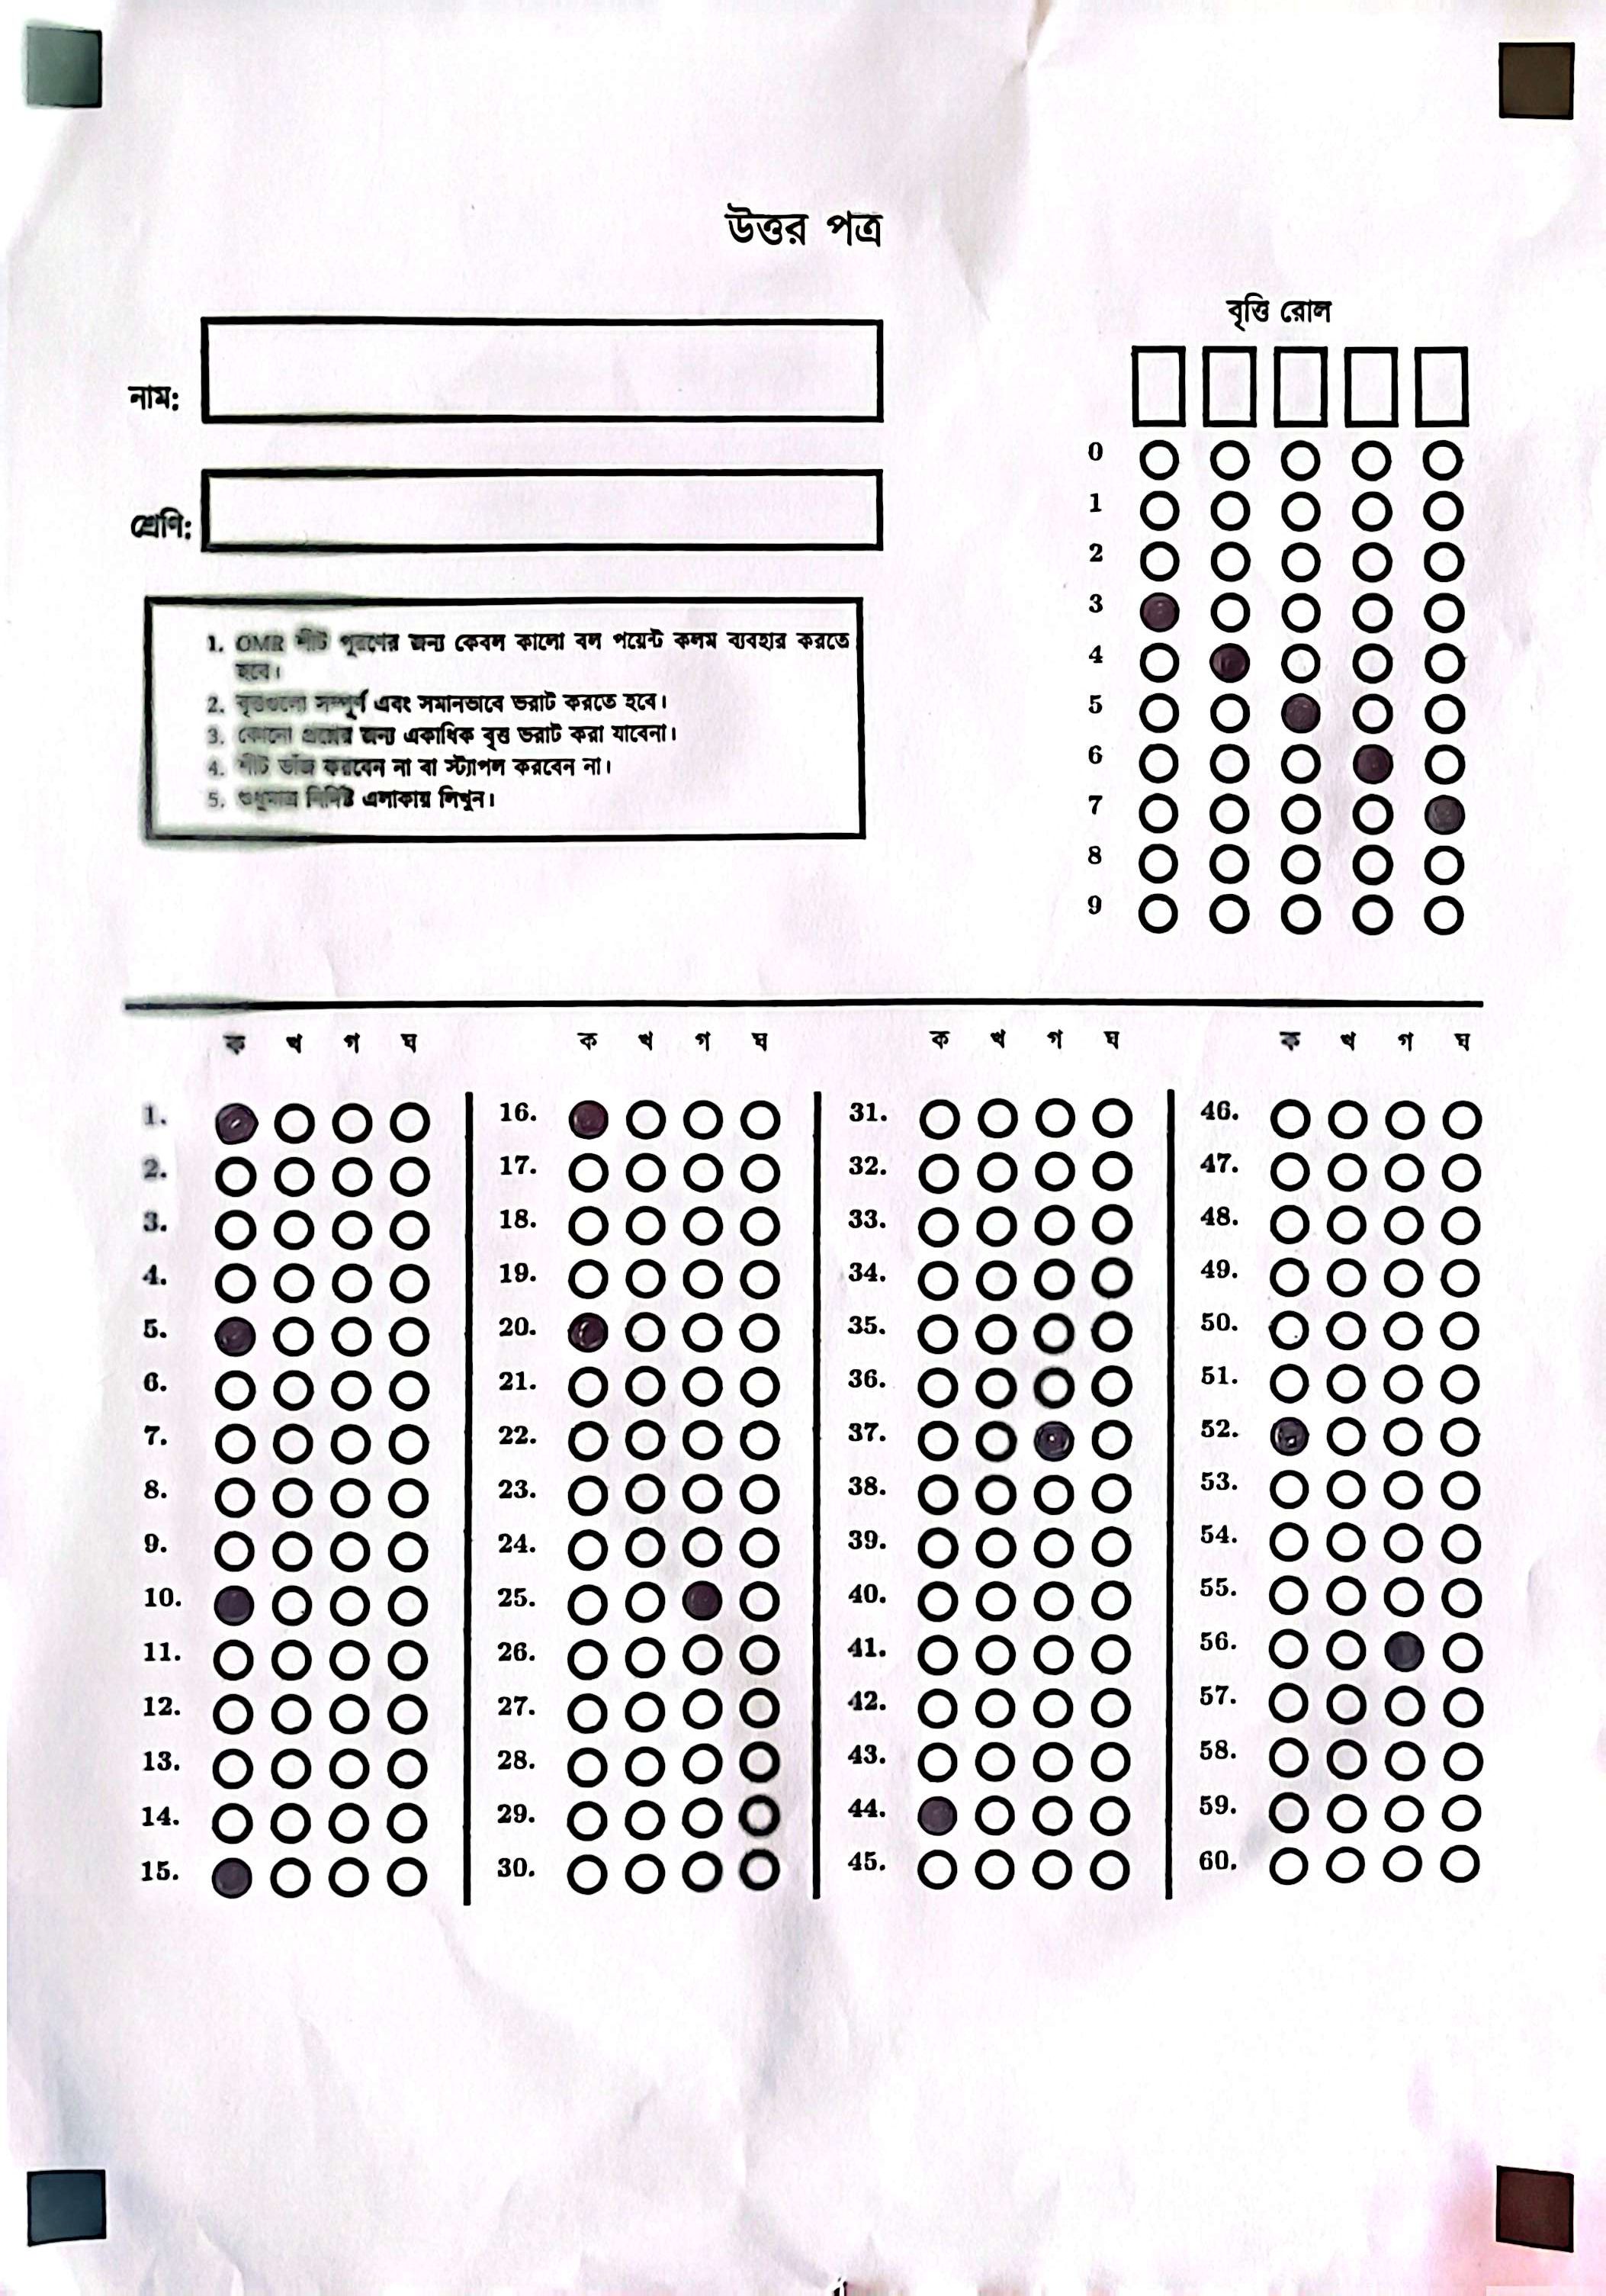 উত্তর পত্র
বৃত্তি রোল
নাম:
শ্রেণি:
1. OMR শীট পূরণের জন্য কেবল কালো বল পয়েন্ট কলম ব্যবহার করতে
হবে।
2. বৃত্তগুলো সম্পূর্ণ এবং সমানভাবে ভরাট করতে হবে।
3. কোনো প্রশ্নের জন্য একাধিক বৃত্ত ভরাট করা যাবেনা।
4. শীট ভাঁজ করবেন না বা স্ট্যাপল করবেন না।
5. শুধুমাত্র নির্দিষ্ট এলাকায় লিখুন।
0
1
2
3
4
5
6
7
8
9
ক খ গ ঘ ক খ গ ঘ ক খ গ ঘ ক খ গ ঘ
1. 16. 31. 46.
2. 17. 32. 47.
3. 18. 33. 48.
4. 19. 34. 49.
5. 20. 35. 50.
6. 21. 36. 51.
7. 22. 37. 52.
8. 23. 38. 53.
9. 24. 39. 54.
10. 25. 40. 55.
11. 26. 41. 56.
12. 27. 42. 57.
13. 28. 43. 58.
14. 29. 44. 59.
15. 30. 45. 60.